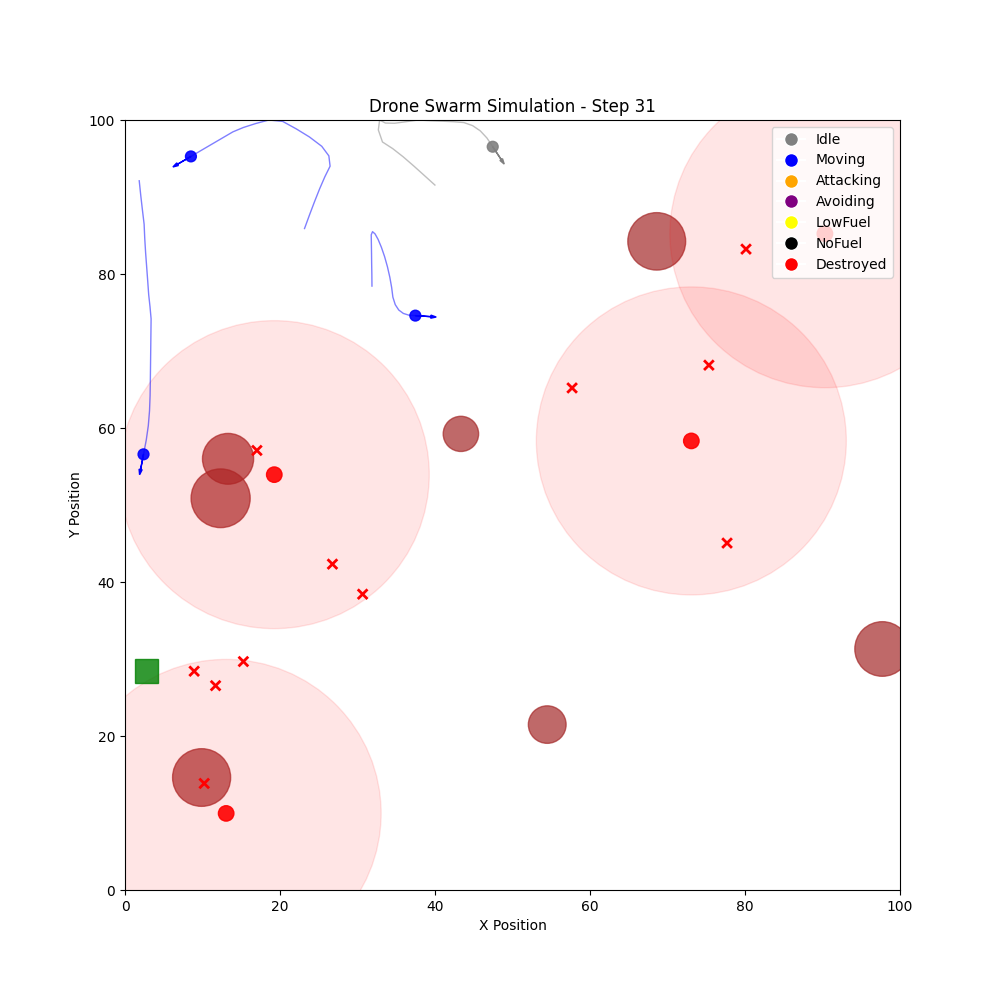 Drone Swarm Simulation - Step 31
100
80
60
40
20
0
Y Position
0 20 40 60 80 100
X Position
Idle
Moving
Attacking
Avoiding
LowFuel
NoFuel
Destroyed